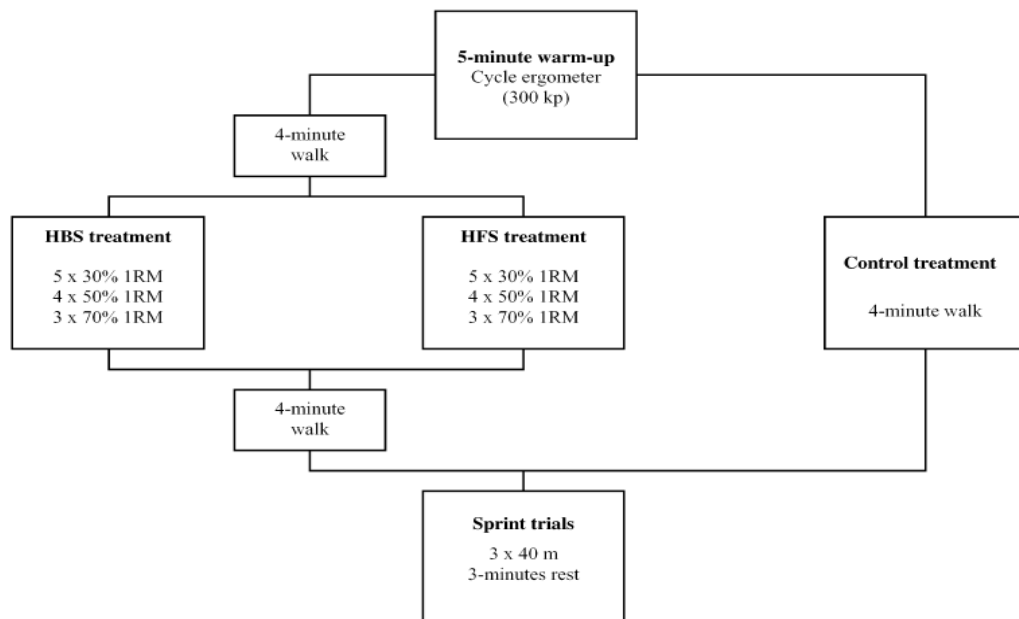 5-minute warm-up
Cycle ergometer
(300 kp)
4-minute
walk
HBS treatment
5 x 30% 1RM
4 x 50% 1RM
3 x 70% 1RM
HFS treatment
5 x 30% 1RM
4 x 50% 1RM
3 x 70% 1RM
Control treatment
4-minute walk
4-minute
walk
Sprint trials
3 x 40 m
3-minutes rest